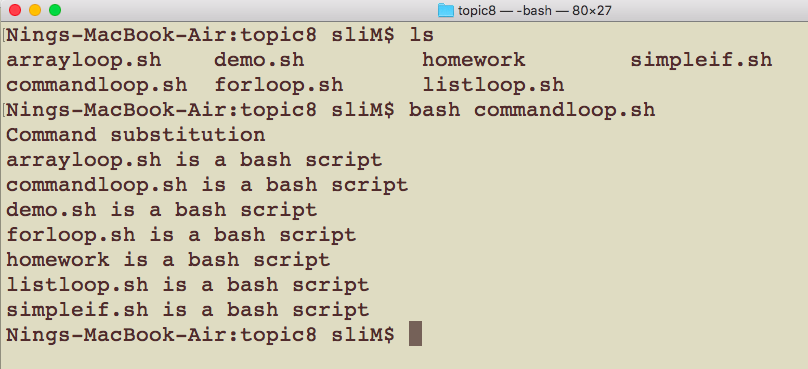 topic8 — -bash — 80×27
Nings-MacBook-Air:topic8 sliM$ ls
arrayloop.sh demo.sh homework simpleif.sh
commandloop.sh forloop.sh listloop.sh
Nings-MacBook-Air:topic8 sliM$ bash commandloop.sh
Command substitution
arrayloop.sh is a bash script
commandloop.sh is a bash script
demo.sh is a bash script
forloop.sh is a bash script
homework is a bash script
listloop.sh is a bash script
simpleif.sh is a bash script
Nings-MacBook-Air:topic8 sliM$